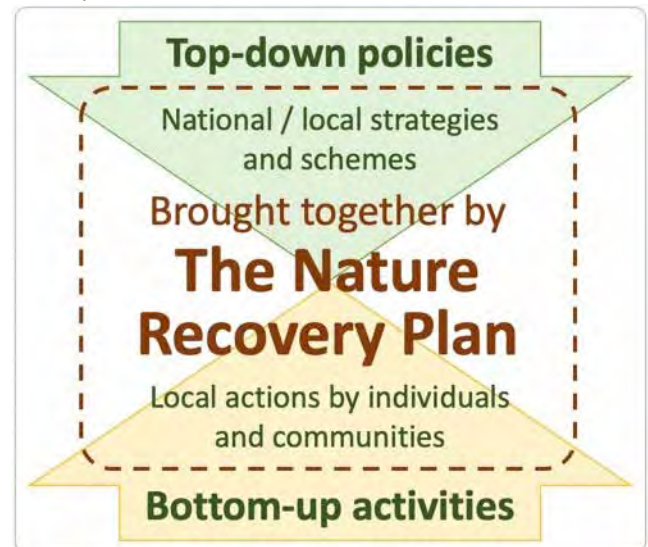 Top-down policies
National / local strategies
and schemes
Brought together by
The Nature
Recovery Plan
Local actions by individuals
and communities
Bottom-up activities